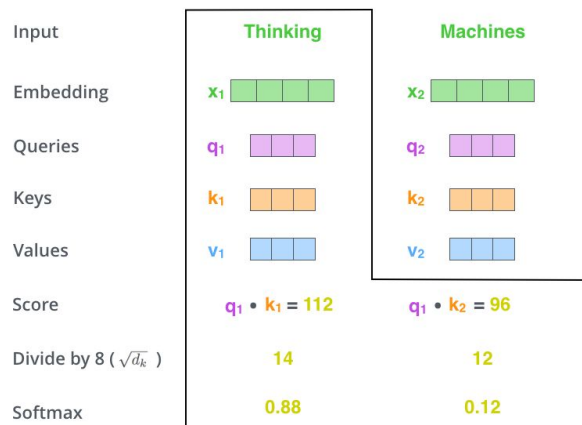 Input Thinking Machines
Embedding x₁ x₂
Queries q₁ q₂
Keys k₁ k₂
Values v₁ v₂
Score q₁ • k₁ = 112 q₁ • k₂ = 96
Divide by 8 ( √dₖ ) 14 12
Softmax 0.88 0.12